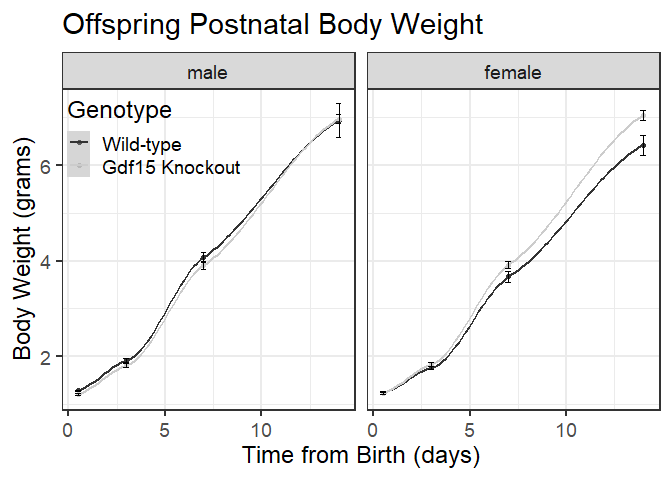 Offspring Postnatal Body Weight
male
female
Genotype
Wild-type
Gdf15 Knockout
6
4
2
Body Weight (grams)
0
5
10
0
5
10
Time from Birth (days)